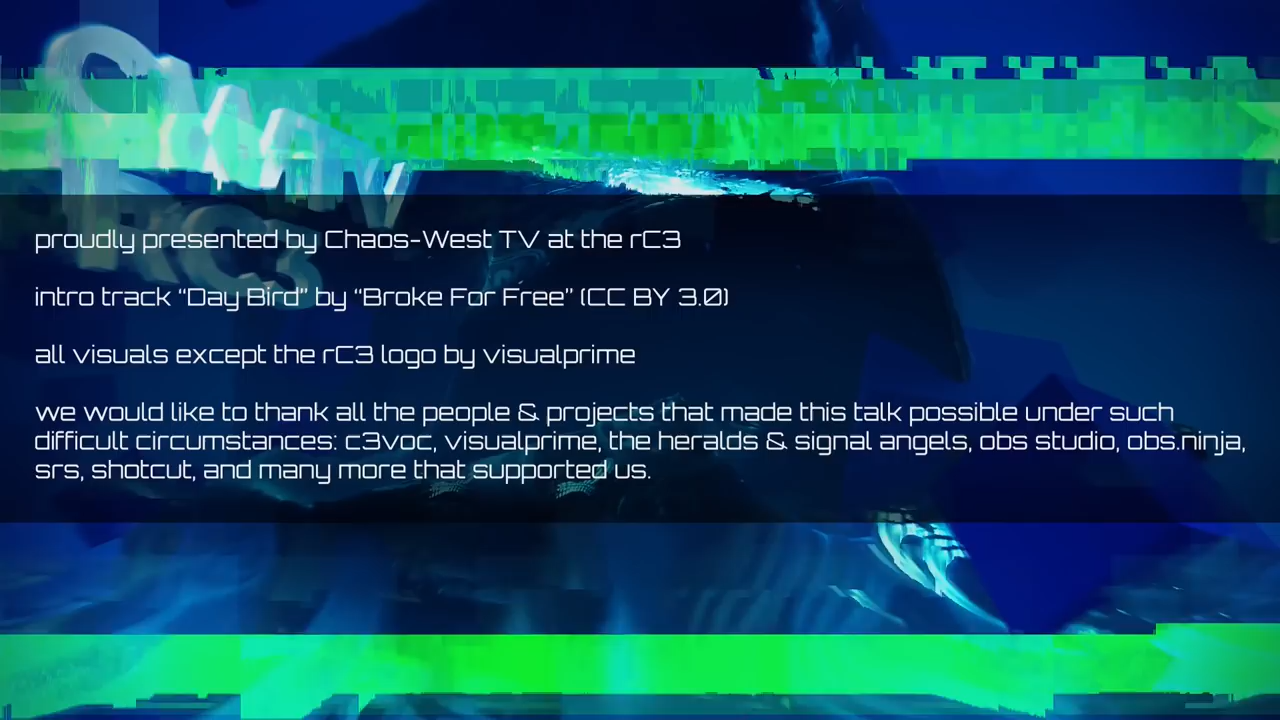 CWTV
RC3
proudly presented by Chaos-West TV at the rC3
intro track “Day Bird” by “Broke For Free” (CC BY 3.0)
all visuals except the rC3 logo by visualprime
we would like to thank all the people & projects that made this talk possible under such
difficult circumstances: c3voc, visualprime, the heralds & signal angels, obs studio, obs.ninja,
srs, shotcut, and many more that supported us.